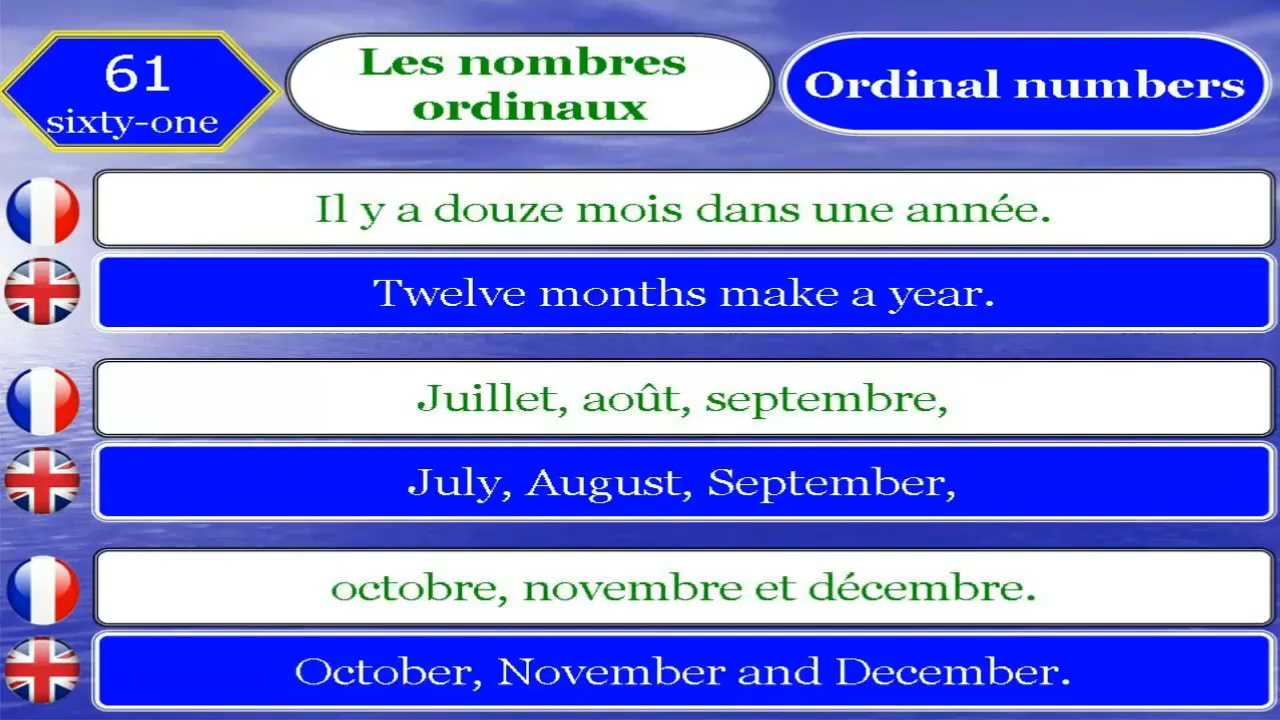 61
sixty-one
Les nombres
ordinaux
Ordinal numbers
Il y a douze mois dans une année.
Twelve months make a year.
Juillet, août, septembre,
July, August, September,
octobre, novembre et décembre.
October, November and December.